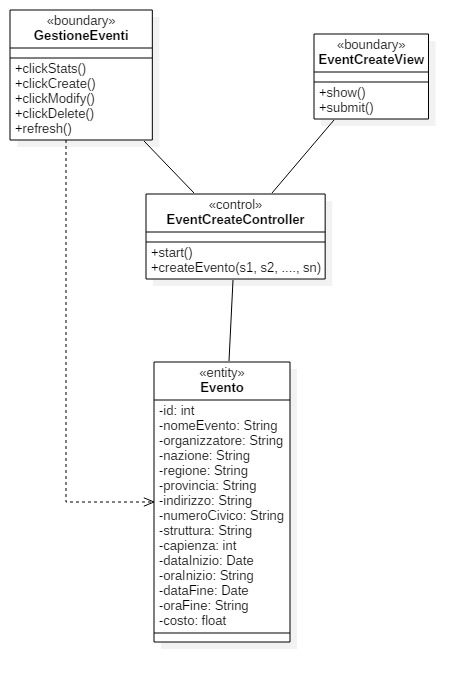 «boundary»
GestioneEventi
+clickStats()
+clickCreate()
+clickModify()
+clickDelete()
+refresh()
«boundary»
EventCreateView
+show()
+submit()
«control»
EventCreateController
+start()
+createEvento(s1, s2, ...., sn)
«entity»
Evento
-id: int
-nomeEvento: String
-organizzatore: String
-nazione: String
-regione: String
-provincia: String
-indirizzo: String
-numeroCivico: String
-struttura: String
-capienza: int
-dataInizio: Date
-oraInizio: String
-dataFine: Date
-oraFine: String
-costo: float